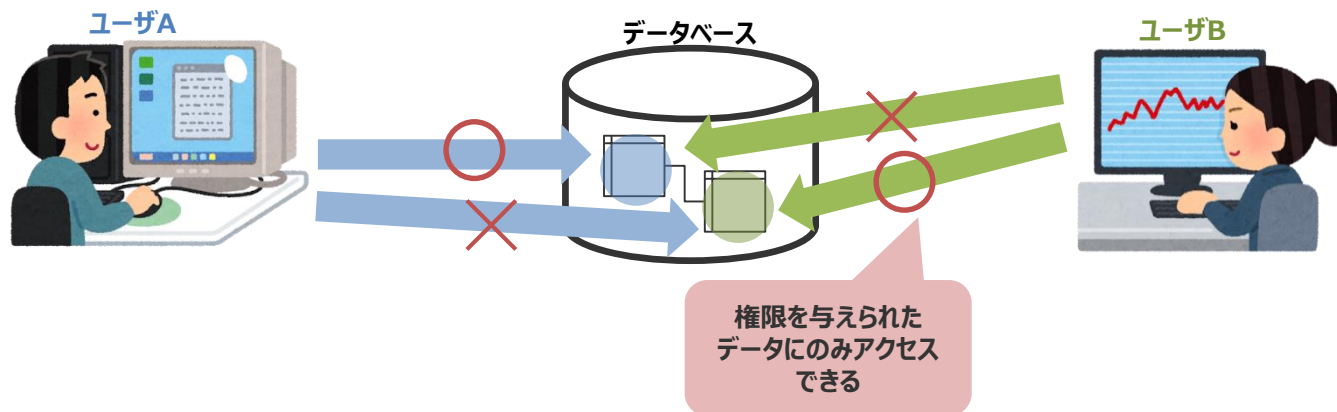 ユーザA
データベース
ユーザB
権限を与えられた
データにのみアクセス
できる